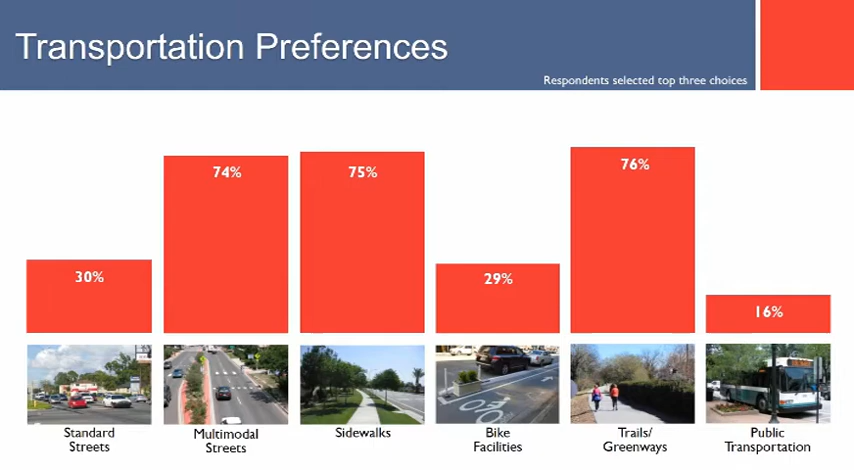 Transportation Preferences
Respondents selected top three choices
30%
74%
75%
29%
76%
16%
Standard
Streets
Multimodal
Streets
Sidewalks
Bike
Facilities
Trails/
Greenways
Public
Transportation